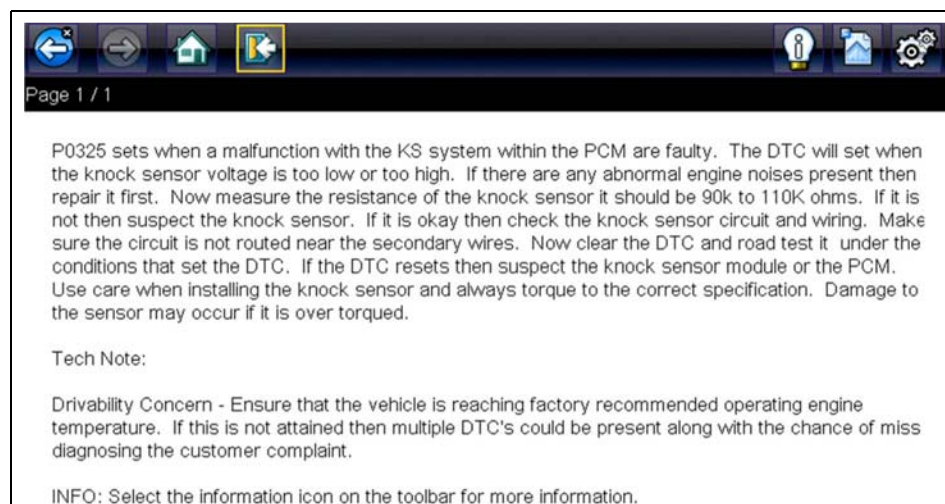 Page 1 / 1
P0325 sets when a malfunction with the KS system within the PCM are faulty. The DTC will set when
the knock sensor voltage is too low or too high. If there are any abnormal engine noises present then
repair it first. Now measure the resistance of the knock sensor it should be 90k to 110K ohms. If it is
not then suspect the knock sensor. If it is okay then check the knock sensor circuit and wiring. Make
sure the circuit is not routed near the secondary wires. Now clear the DTC and road test it under the
conditions that set the DTC. If the DTC resets then suspect the knock sensor module or the PCM.
Use care when installing the knock sensor and always torque to the correct specification. Damage to
the sensor may occur if it is over torqued.
Tech Note:
Drivability Concern - Ensure that the vehicle is reaching factory recommended operating engine
temperature. If this is not attained then multiple DTC's could be present along with the chance of miss
diagnosing the customer complaint.
INFO: Select the information icon on the toolbar for more information.